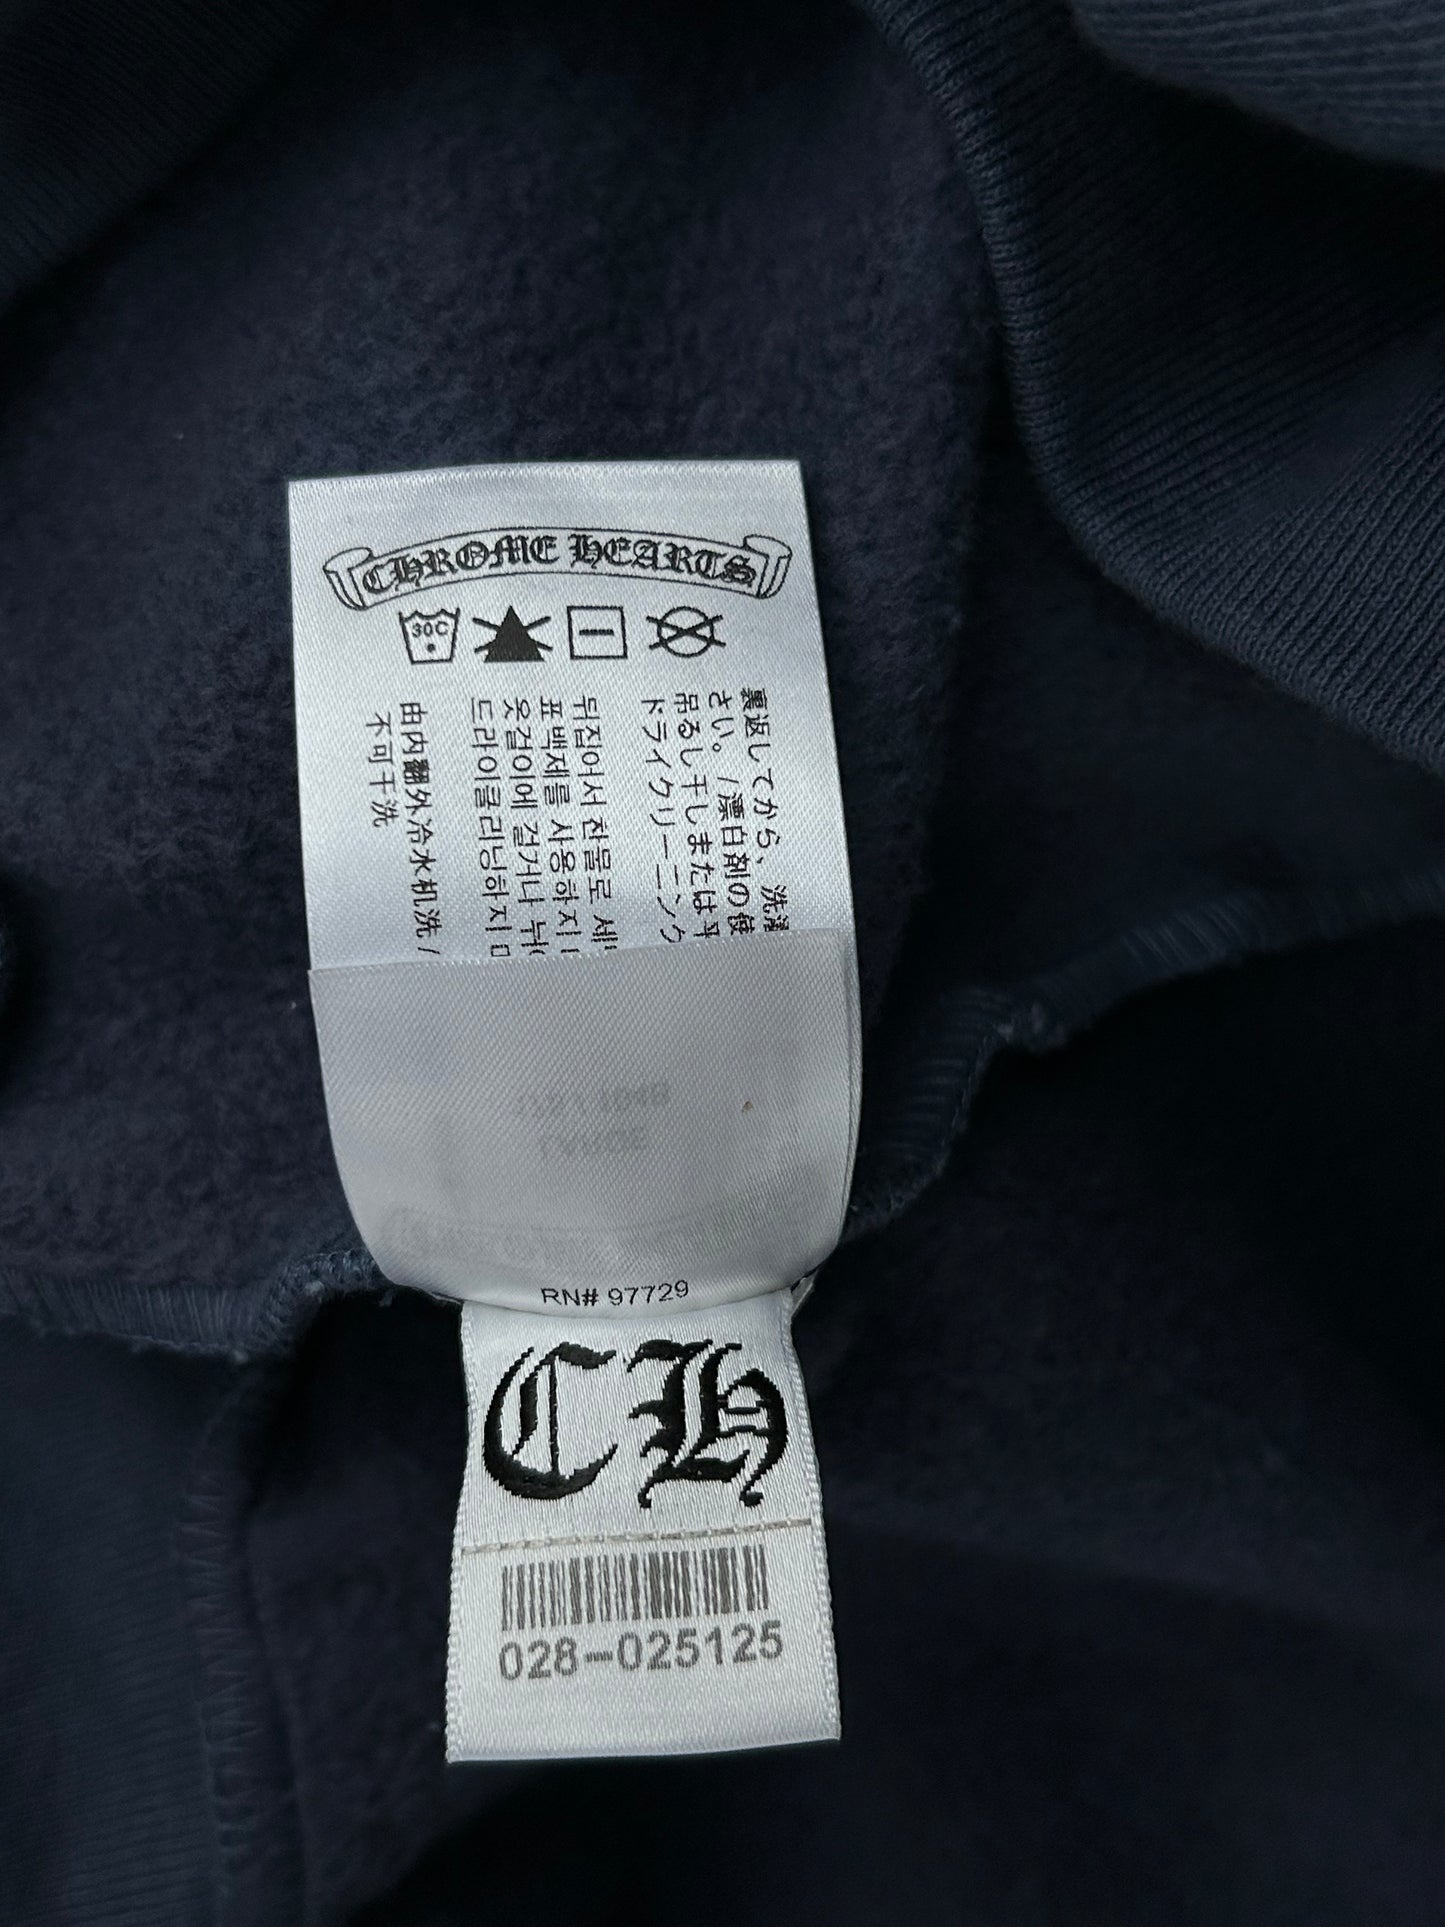 CHROME HEARTS
30C
裏返してから、洗濯
さい。/漂白剤の使
吊るし干しまたは平
ドライクリーニング
뒤집어서 찬물로 세
표백제를 사용하지
옷걸이에 걸거나 뉘
드라이클리닝하지
由内翻外冷水机洗/
不可干洗
RN# 97729
CH
028-025125